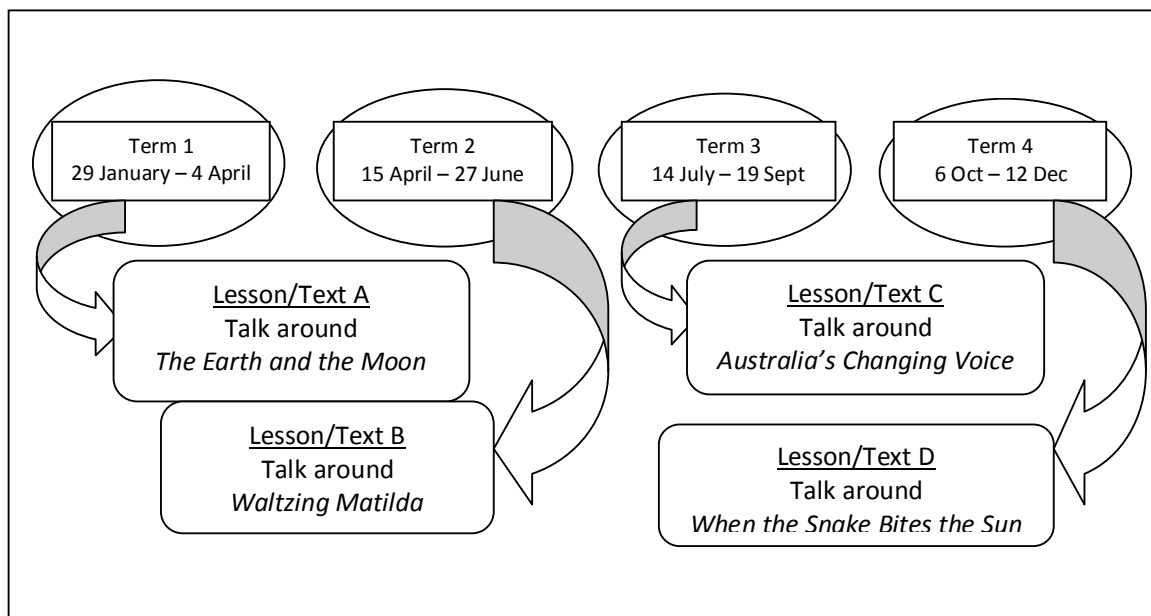 Term 1
29 January – 4 April
Term 2
15 April – 27 June
Term 3
14 July – 19 Sept
Term 4
6 Oct – 12 Dec
Lesson/Text A
Talk around
The Earth and the Moon
Lesson/Text B
Talk around
Waltzing Matilda
Lesson/Text C
Talk around
Australia’s Changing Voice
Lesson/Text D
Talk around
When the Snake Bites the Sun